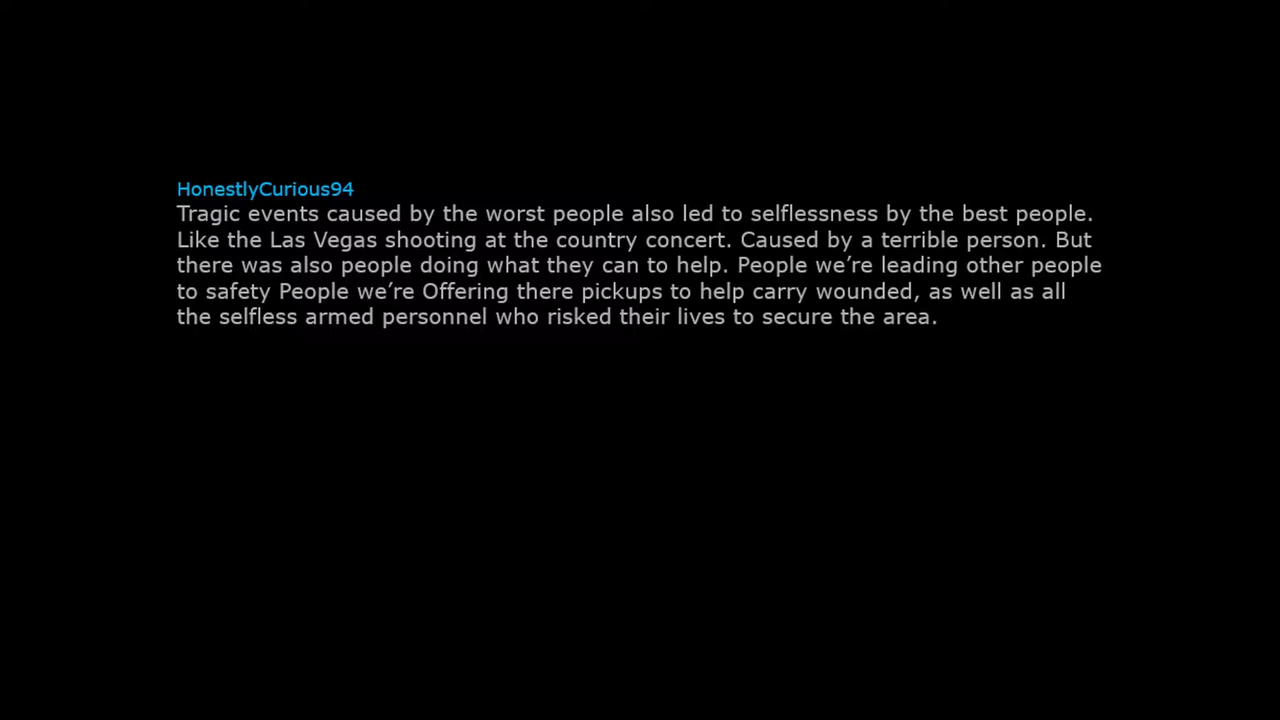 HonestlyCurious94
Tragic events caused by the worst people also led to selflessness by the best people.
Like the Las Vegas shooting at the country concert. Caused by a terrible person. But
there was also people doing what they can to help. People we’re leading other people
to safety People we’re Offering there pickups to help carry wounded, as well as all
the selfless armed personnel who risked their lives to secure the area.